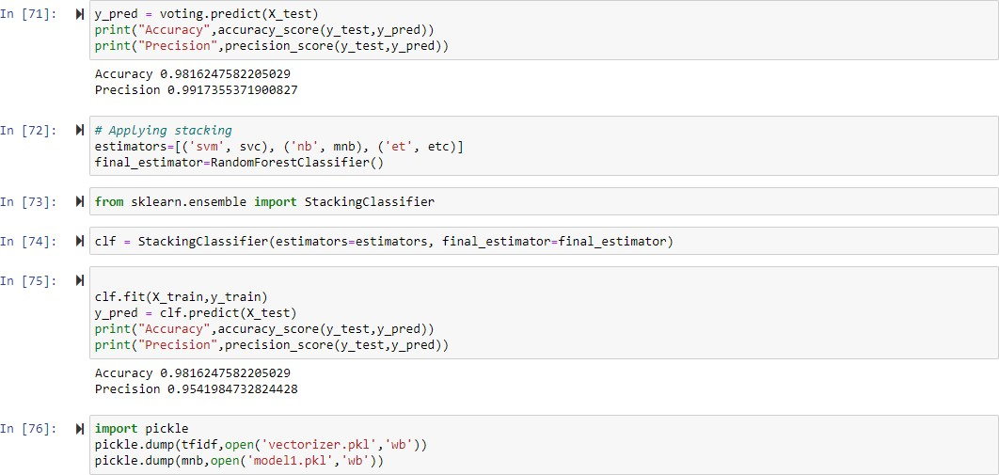 In [71]: y_pred = voting.predict(X_test)
print("Accuracy",accuracy_score(y_test,y_pred))
print("Precision",precision_score(y_test,y_pred))
Accuracy 0.9816247582205029
Precision 0.9917355371900827
In [72]: # Applying stacking
estimators=[('svm', svc), ('nb', mnb), ('et', etc)]
final_estimator=RandomForestClassifier()
In [73]: from sklearn.ensemble import StackingClassifier
In [74]: clf = StackingClassifier(estimators=estimators, final_estimator=final_estimator)
In [75]:
clf.fit(X_train,y_train)
y_pred = clf.predict(X_test)
print("Accuracy",accuracy_score(y_test,y_pred))
print("Precision",precision_score(y_test,y_pred))
Accuracy 0.9816247582205029
Precision 0.9541984732824428
In [76]: import pickle
pickle.dump(tfidf,open('vectorizer.pkl','wb'))
pickle.dump(mnb,open('model1.pkl','wb'))